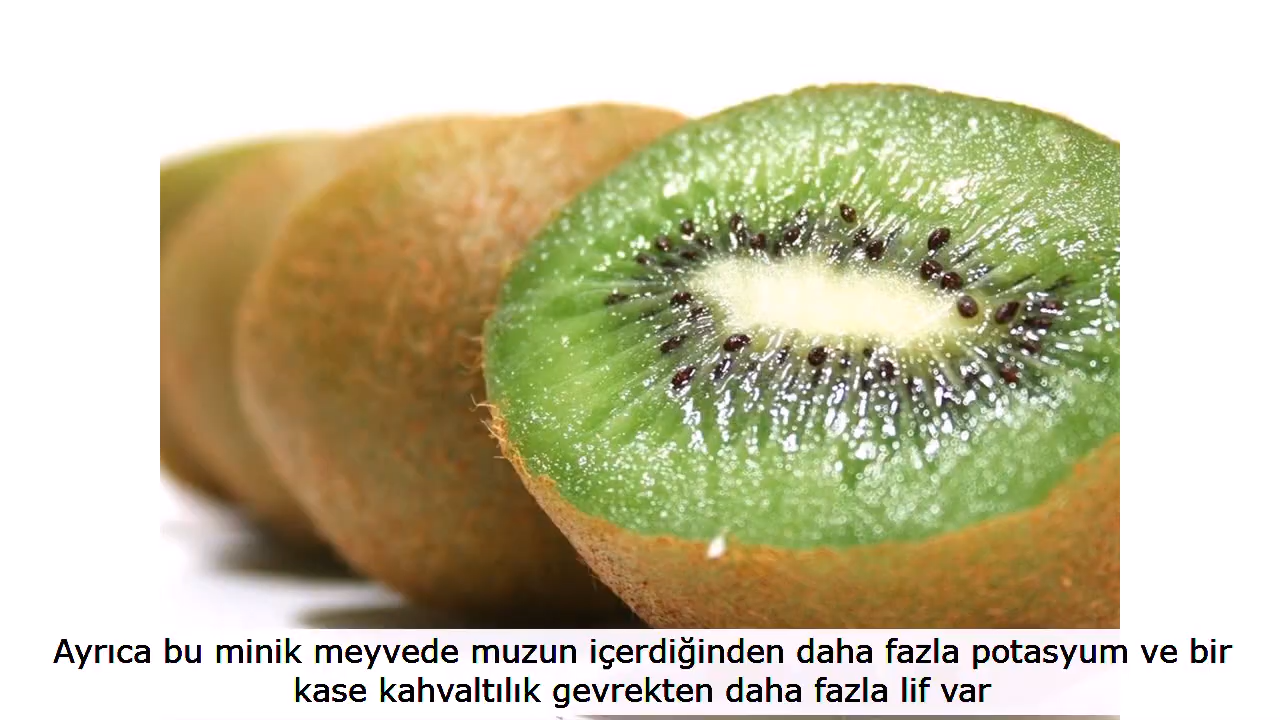 Ayrıca bu minik meyvede muzun içerdiğinden daha fazla potasyum ve bir
kase kahvaltılık gevrekten daha fazla lif var